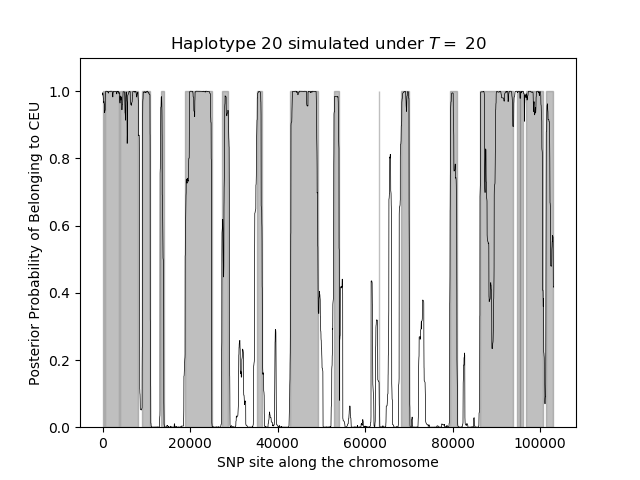 Haplotype 20 simulated under T = 20
Posterior Probability of Belonging to CEU
1.0
0.8
0.6
0.4
0.2
0.0
0 20000 40000 60000 80000 100000
SNP site along the chromosome